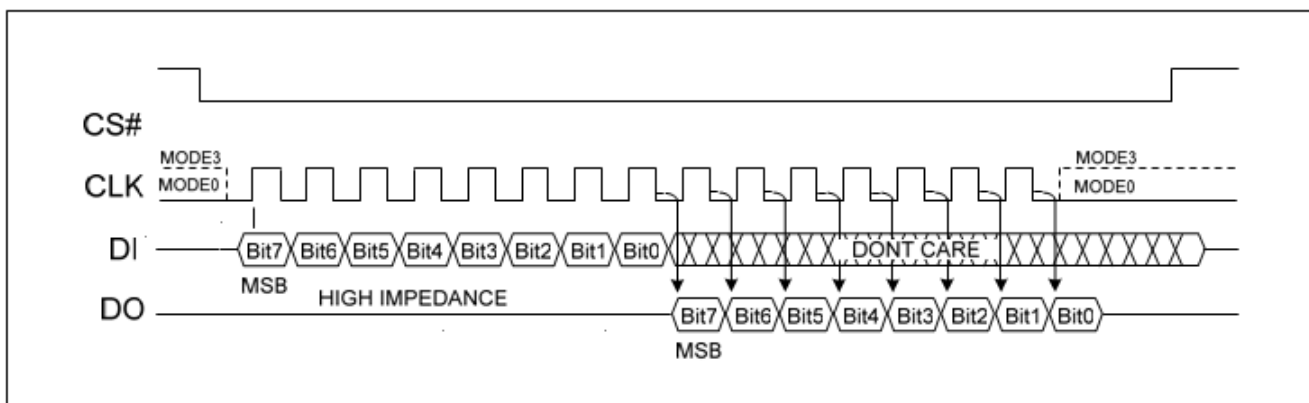 CS#
MODE3 MODE3
CLK MODE0 MODE0
DI Bit7 Bit6 Bit5 Bit4 Bit3 Bit2 Bit1 Bit0 DONT CARE
MSB
HIGH IMPEDANCE
DO Bit7 Bit6 Bit5 Bit4 Bit3 Bit2 Bit1 Bit0
MSB